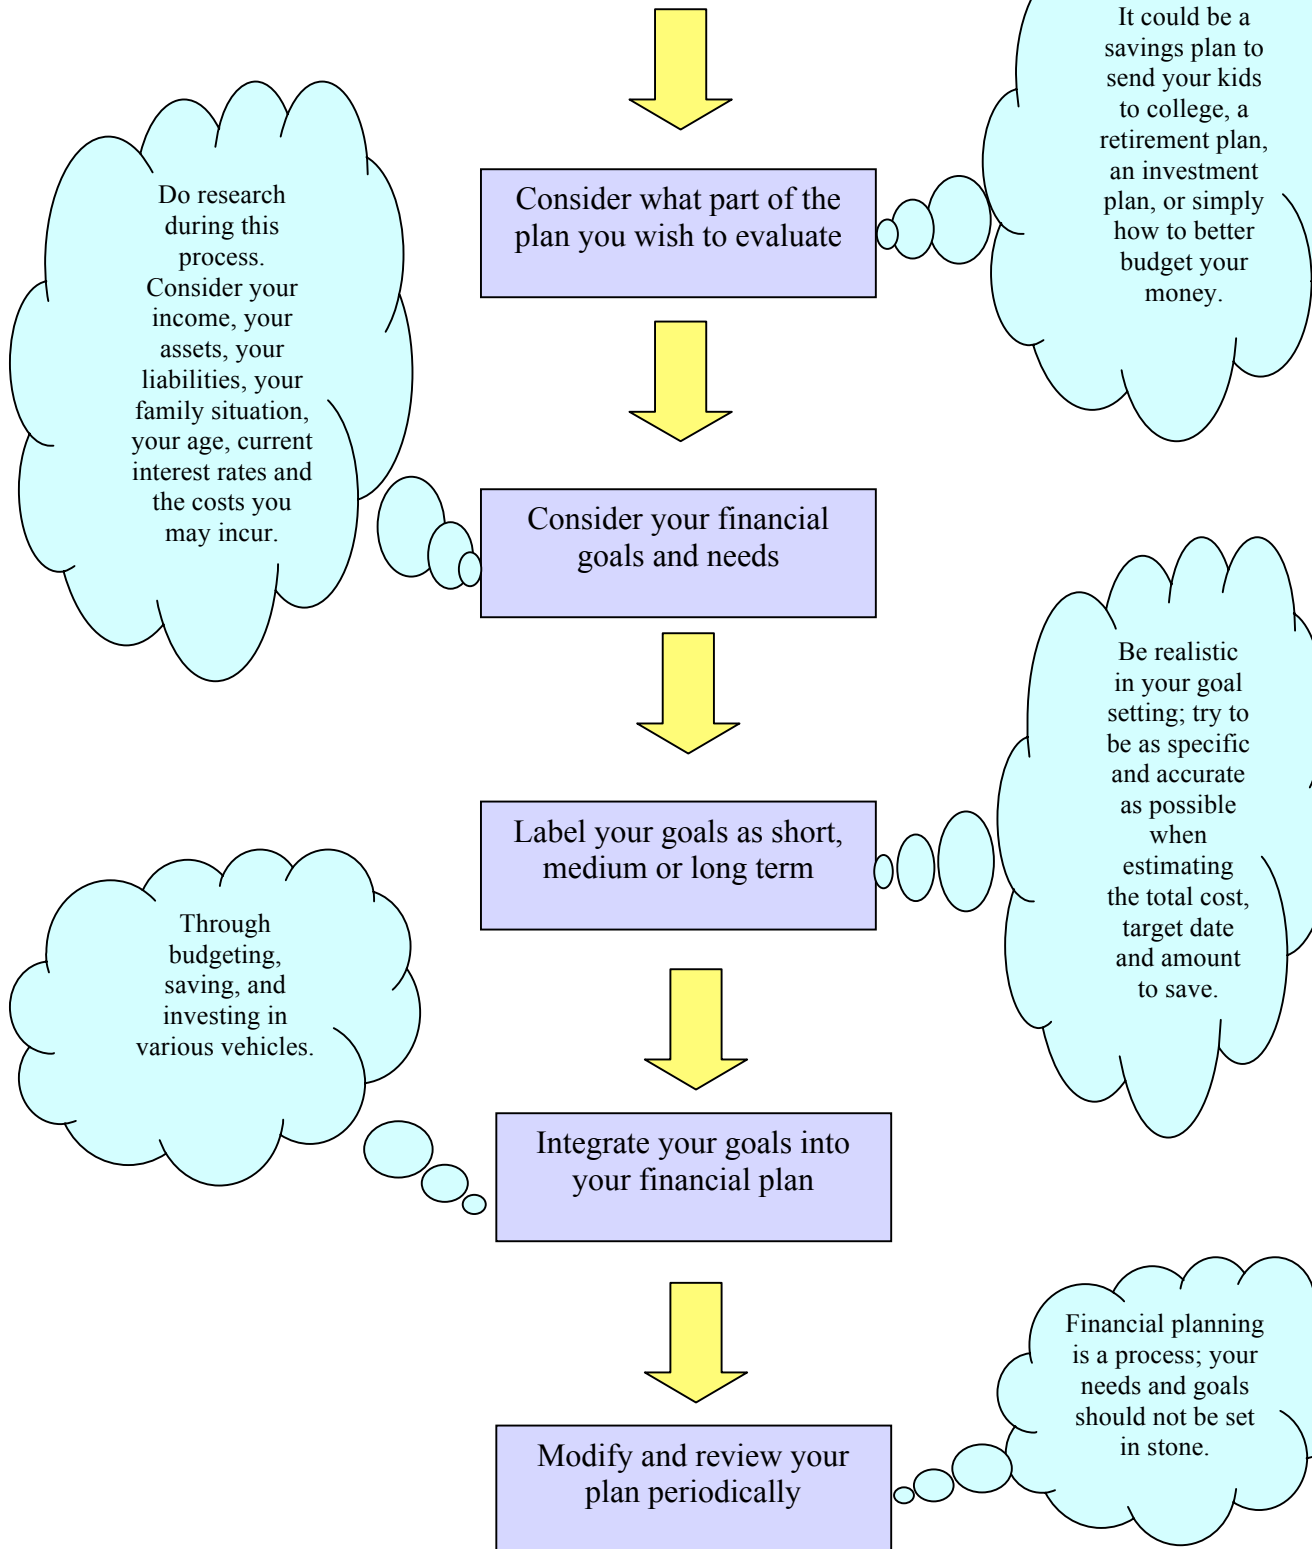 It could be a
savings plan to
send your kids
to college, a
retirement plan,
an investment
plan, or simply
how to better
budget your
money.
Consider what part of the
plan you wish to evaluate
Do research
during this
process.
Consider your
income, your
assets, your
liabilities, your
family situation,
your age, current
interest rates and
the costs you
may incur.
Consider your financial
goals and needs
Be realistic
in your goal
setting; try to
be as specific
and accurate
as possible
when
estimating
the total cost,
target date
and amount
to save.
Label your goals as short,
medium or long term
Through
budgeting,
saving, and
investing in
various vehicles.
Integrate your goals into
your financial plan
Financial planning
is a process; your
needs and goals
should not be set
in stone.
Modify and review your
plan periodically